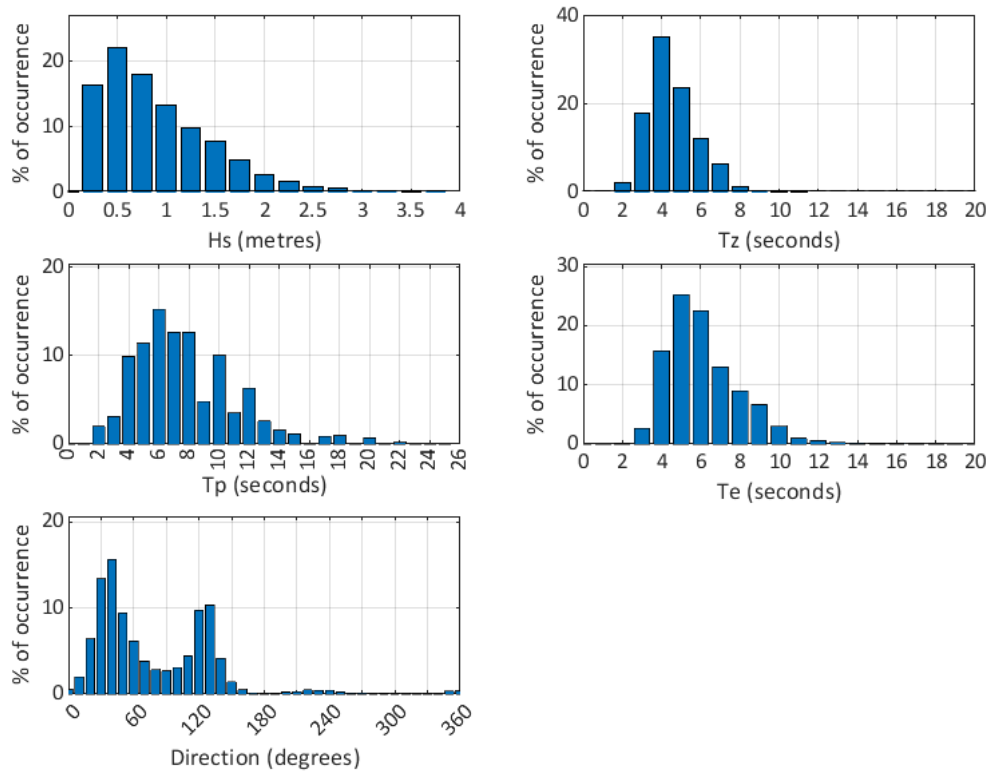 % of occurrence
20
10
0
0 0.5 1 1.5 2 2.5 3 3.5 4
Hs (metres)
% of occurrence
40
20
0
0 2 4 6 8 10 12 14 16 18 20
Tz (seconds)
% of occurrence
20
10
0
0 2 4 6 8 10 12 14 16 18 20 22 24 26
Tp (seconds)
% of occurrence
30
20
10
0
0 2 4 6 8 10 12 14 16 18 20
Te (seconds)
% of occurrence
20
10
0
0 60 120 180 240 300 360
Direction (degrees)